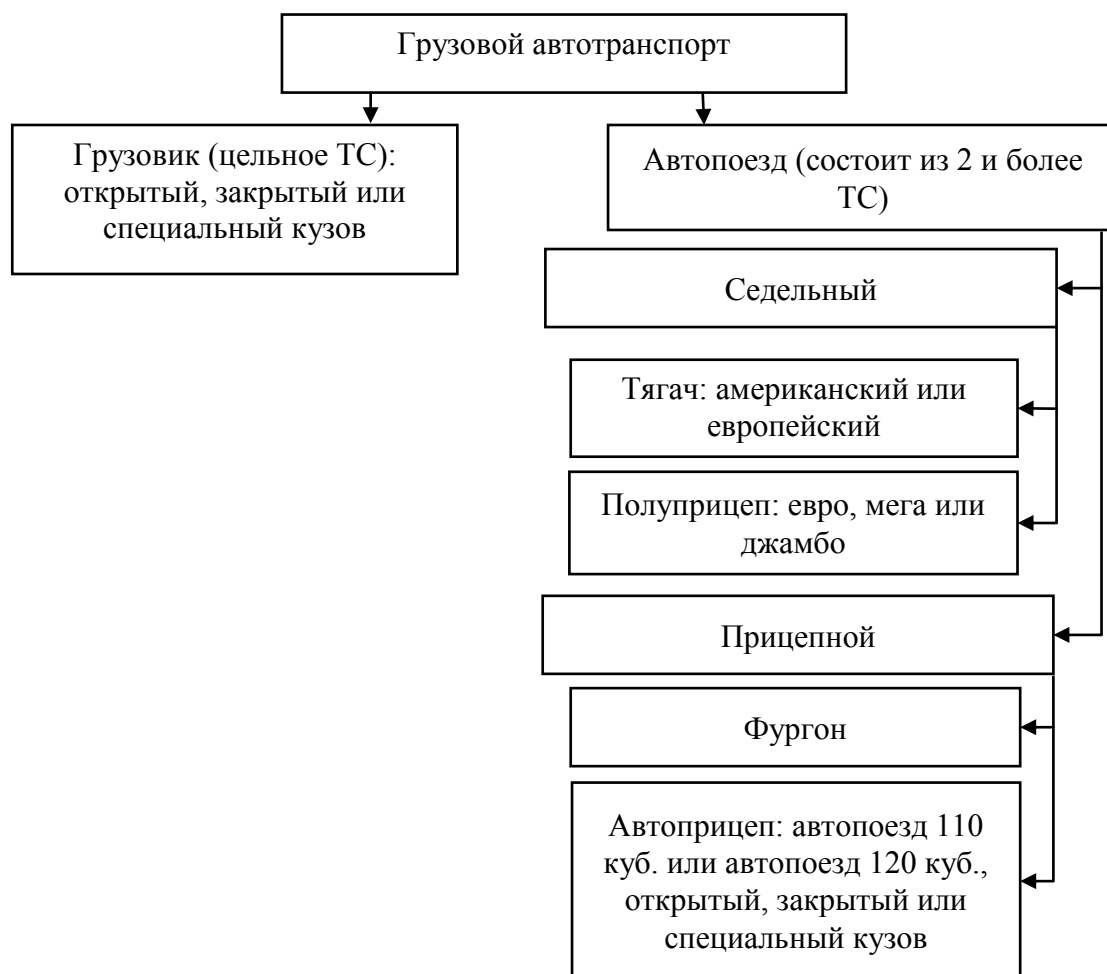 Грузовой автотранспорт
Грузовик (цельное ТС):
открытый, закрытый или
специальный кузов
Автопоезд (состоит из 2 и более
ТС)
Седельный
Тягач: американский или
европейский
Полуприцеп: евро, мега или
джамбо
Прицепной
Фургон
Автоприцеп: автопоезд 110
куб. или автопоезд 120 куб.,
открытый, закрытый или
специальный кузов